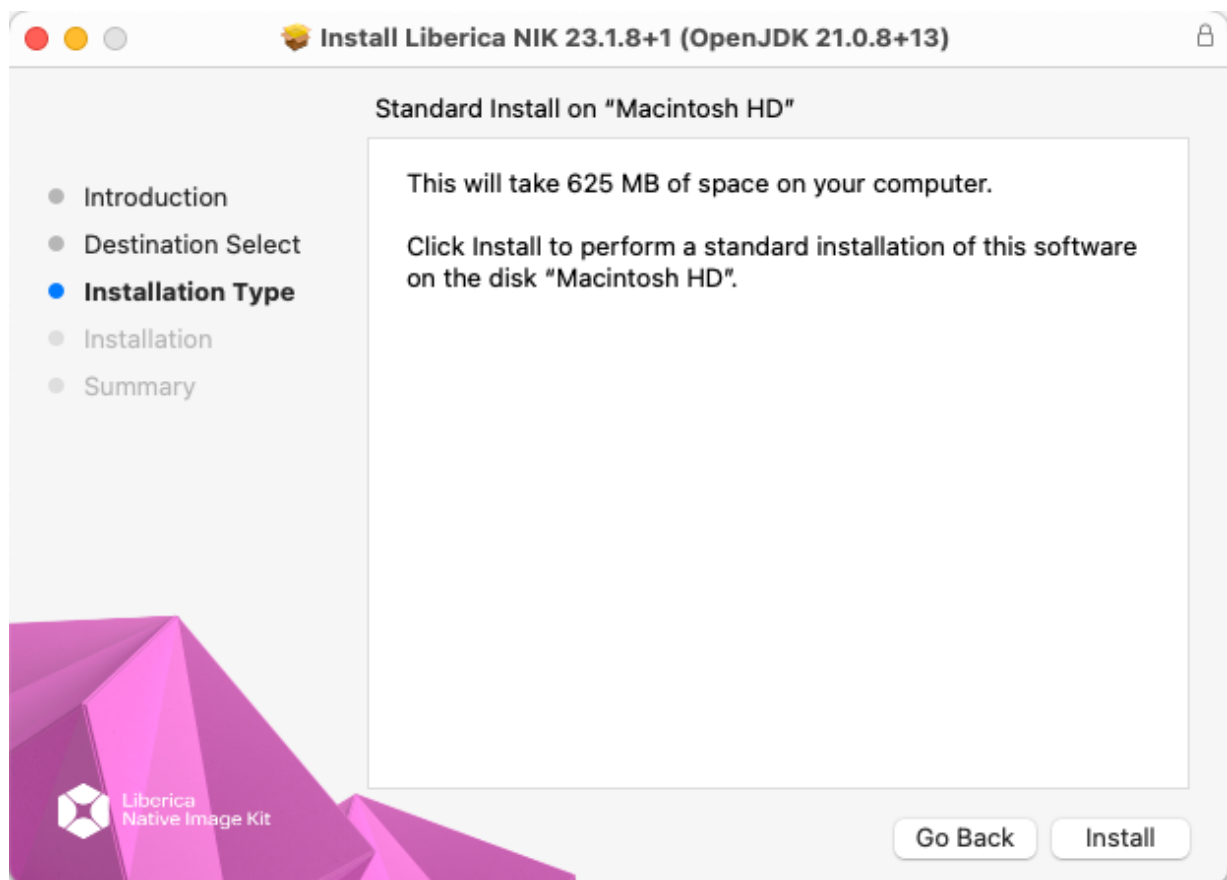 Install Liberica NIK 23.1.8+1 (OpenJDK 21.0.8+13)
Standard Install on “Macintosh HD”
Introduction
Destination Select
Installation Type
Installation
Summary
This will take 625 MB of space on your computer.
Click Install to perform a standard installation of this software
on the disk “Macintosh HD”.
Liberica
Native Image Kit
Go Back
Install